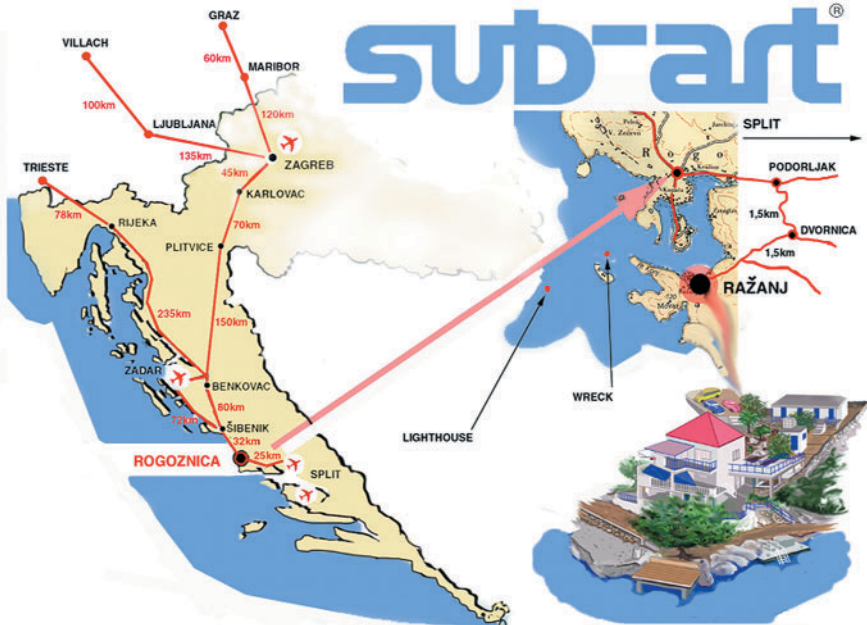 GRAZ
®
sub-art
VILLACH
60km
MARIBOR
100km
LJUBLJANA
120km
SPLIT
135km
ZAGREB
TRIESTE
45km
KARLOVAC
PODORLJAK
78km
RIJEKA
70km
1,5km
PLITVICE
DVORNICA
1,5km
RAŽANJ
235km
150km
ZADAR
BENKOVAC
WRECK
80km
72km
ŠIBENIK
LIGHTHOUSE
32km
ROGOZNICA
25km
SPLIT